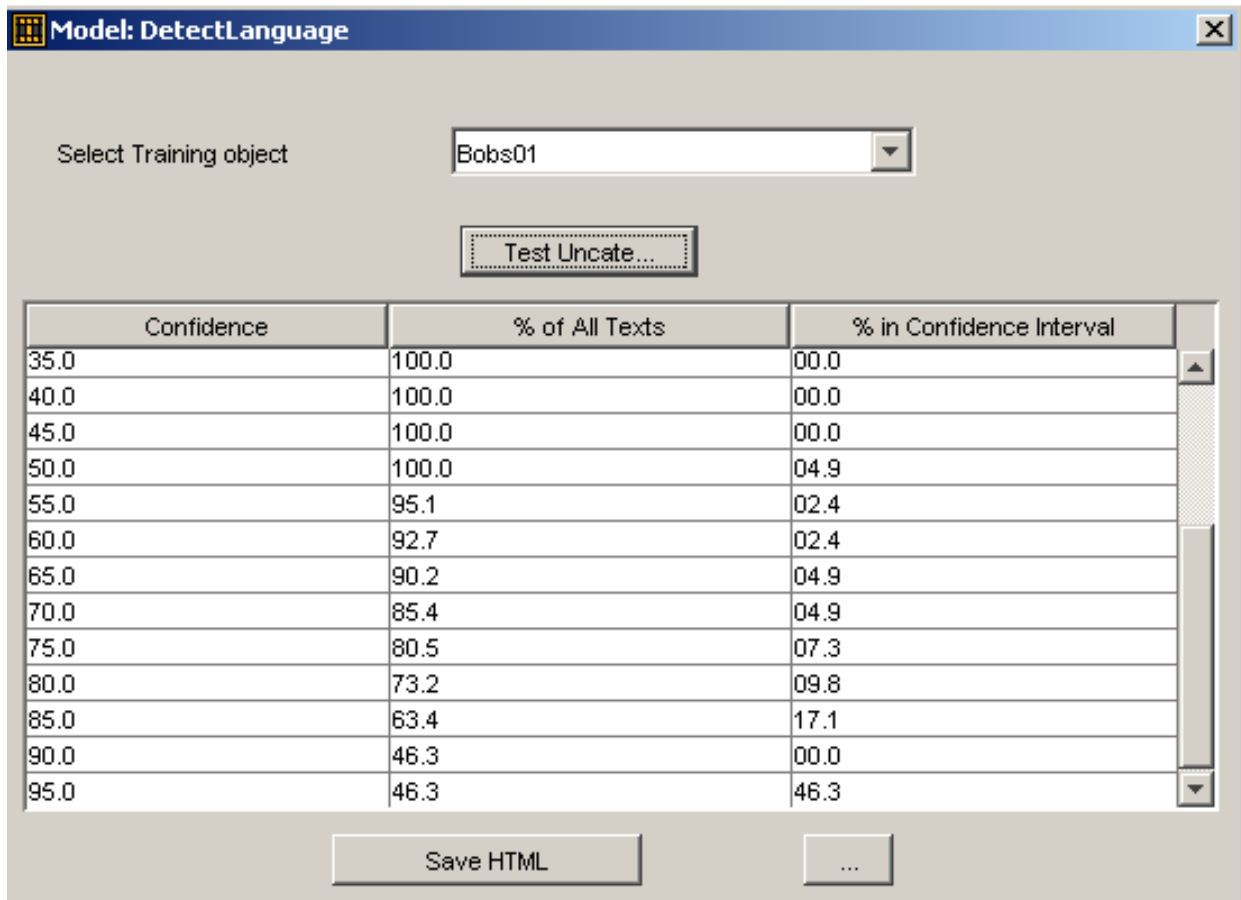 Model: DetectLanguage
Select Training object Bobs01
Test Uncate...
Confidence % of All Texts % in Confidence Interval
35.0 100.0 00.0
40.0 100.0 00.0
45.0 100.0 00.0
50.0 100.0 04.9
55.0 95.1 02.4
60.0 92.7 02.4
65.0 90.2 04.9
70.0 85.4 04.9
75.0 80.5 07.3
80.0 73.2 09.8
85.0 63.4 17.1
90.0 46.3 00.0
95.0 46.3 46.3
Save HTML ...